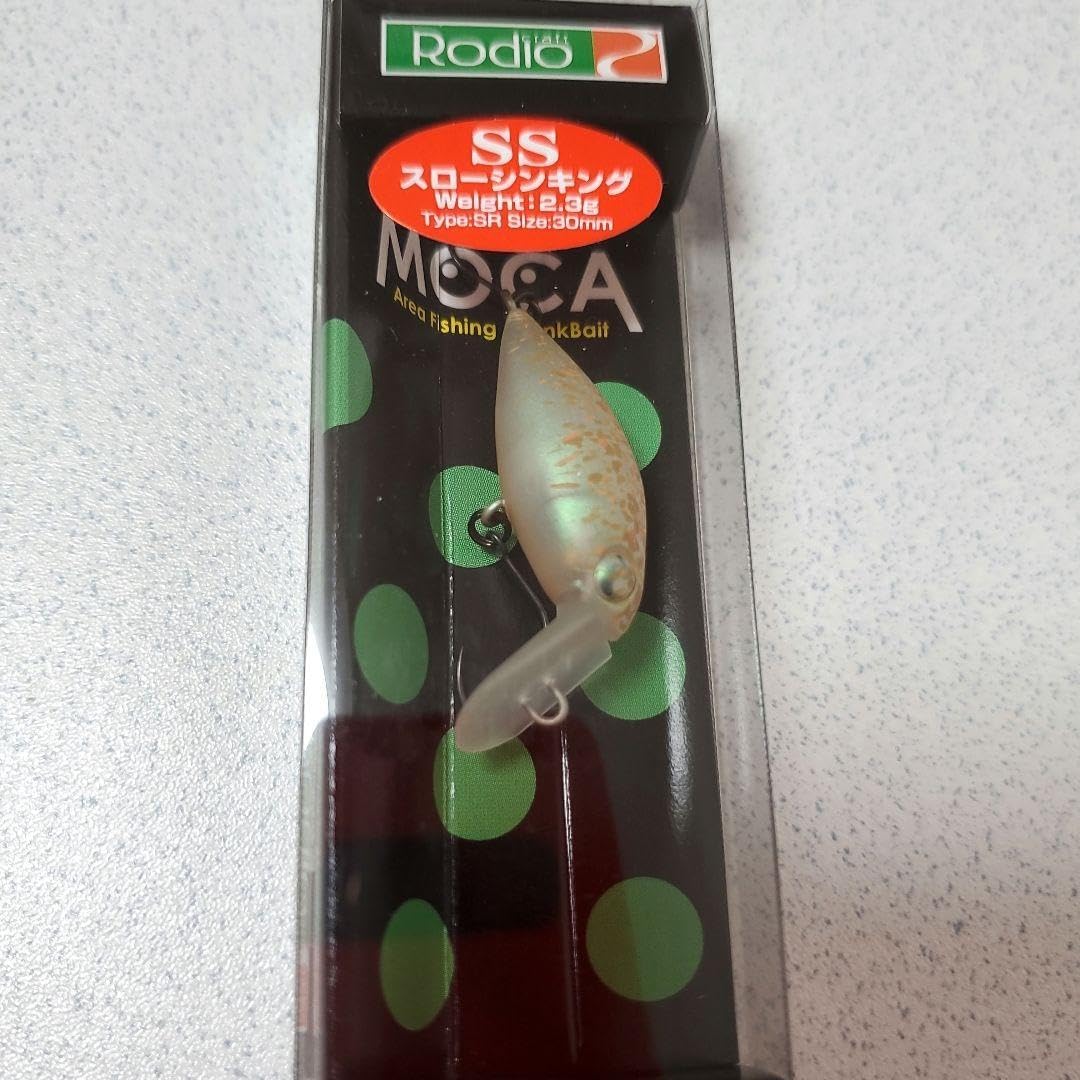 craft
Rodio
SS
スローシンキング
Weight:2.3g
Type:SR Size:30mm
MOCA
Area Fishing